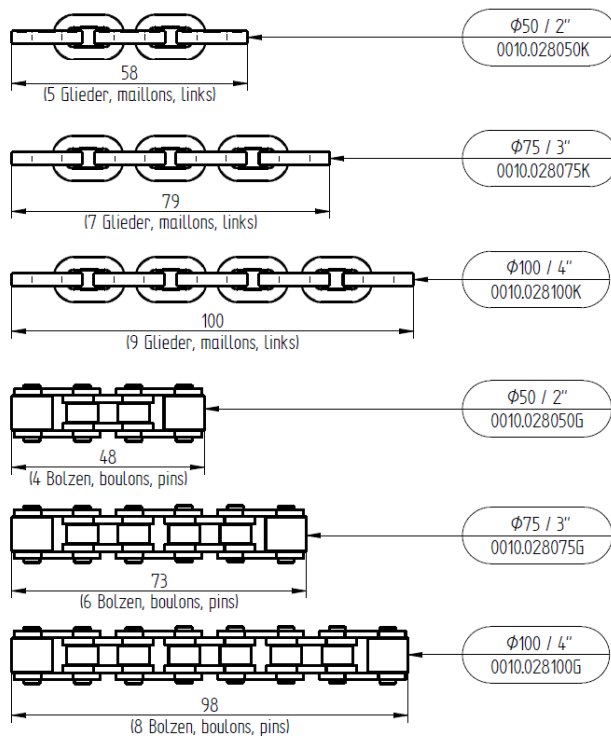 Φ50 / 2"
0010.028050K
58
(5 Glieder, maillons, links)
Φ75 / 3"
0010.028075K
79
(7 Glieder, maillons, links)
Φ100 / 4"
0010.028100K
100
(9 Glieder, maillons, links)
Φ50 / 2"
0010.028050G
48
(4 Bolzen, boulons, pins)
Φ75 / 3"
0010.028075G
73
(6 Bolzen, boulons, pins)
Φ100 / 4"
0010.028100G
98
(8 Bolzen, boulons, pins)